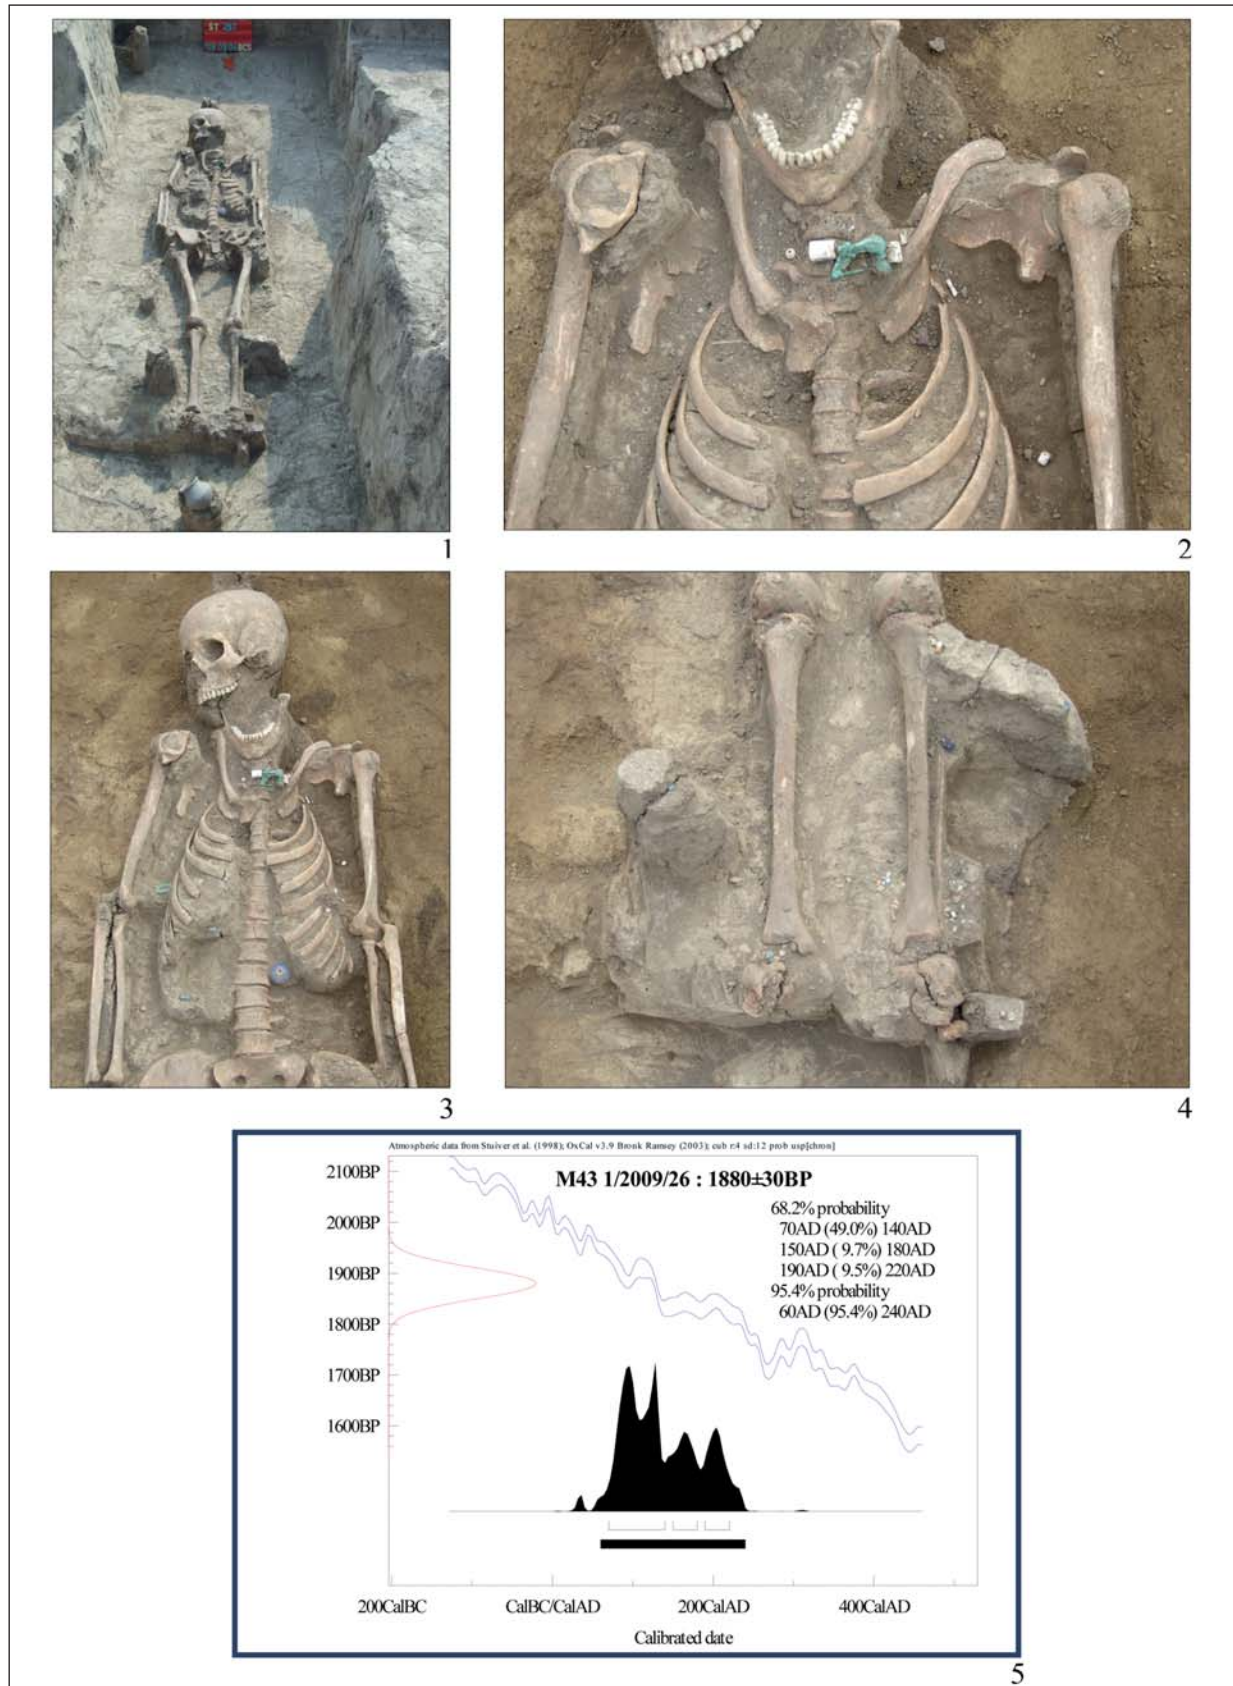 ST 297
1
2
3
4
Atmospheric data from Stuiver et al. (1998); OxCal v3.9 Bronk Ramsey (2003); cub r:4 sd:12 prob usp[chron]
M43 1/2009/26 : 1880±30BP
68.2% probability
70AD (49.0%) 140AD
150AD ( 9.7%) 180AD
190AD ( 9.5%) 220AD
95.4% probability
60AD (95.4%) 240AD
2100BP
2000BP
1900BP
1800BP
1700BP
1600BP
200CalBC
CalBC/CalAD
200CalAD
400CalAD
Calibrated date
5